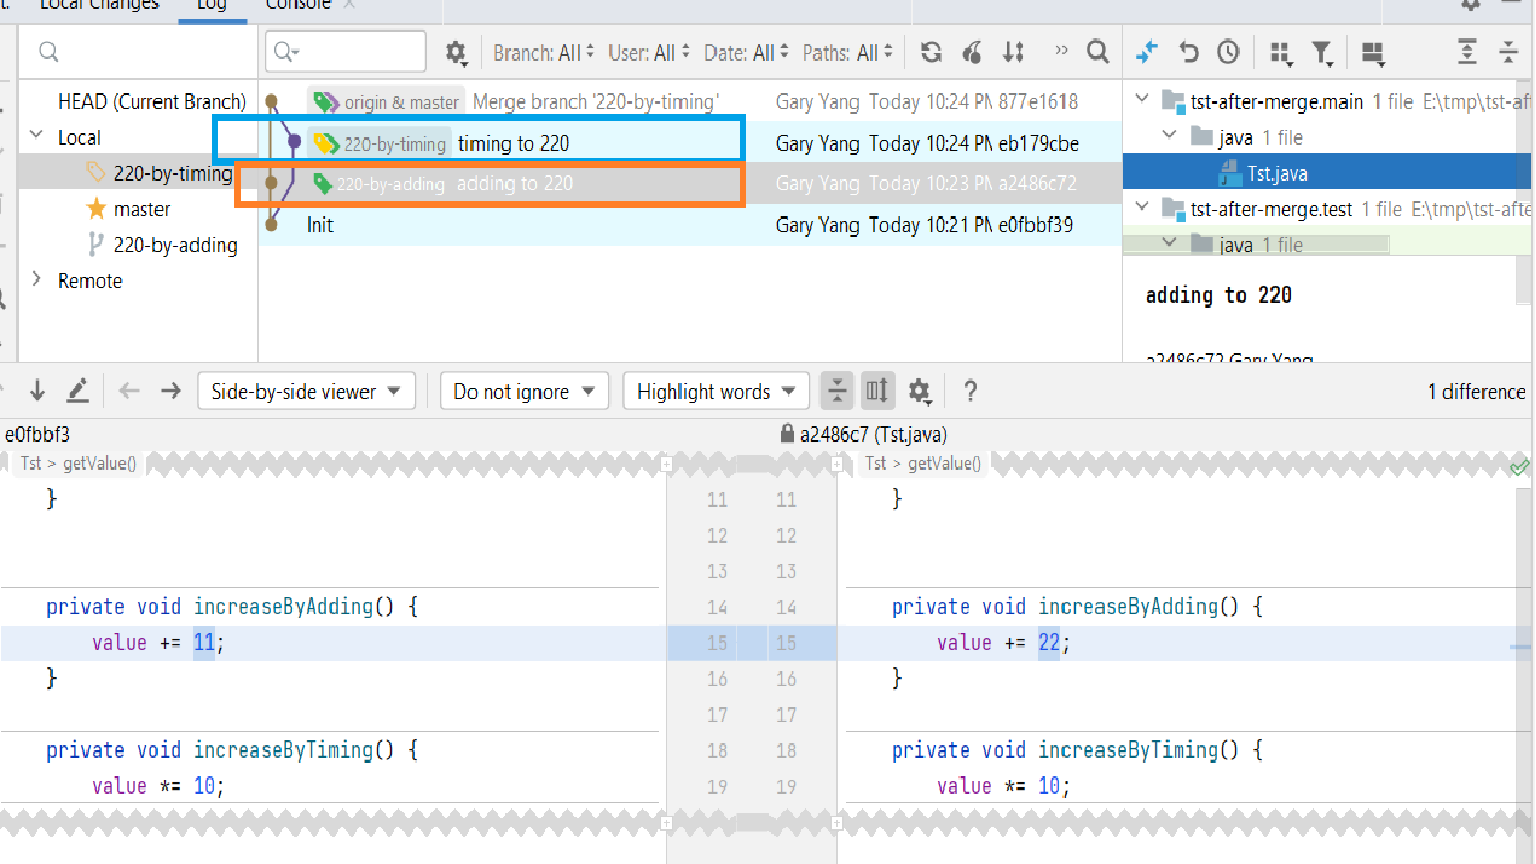 Local Changes Log Console
Branch: All User: All Date: All Paths: All
HEAD (Current Branch)
Local
220-by-timing
master
220-by-adding
Remote
origin & master Merge branch '220-by-timing' Gary Yang Today 10:24 PM 877e1618
220-by-timing timing to 220 Gary Yang Today 10:24 PM eb179cbe
220-by-adding adding to 220 Gary Yang Today 10:23 PM a2486c72
Init Gary Yang Today 10:21 PM e0fbbf39
tst-after-merge.main 1 file E:\tmp\tst-af
java 1 file
Tst.java
tst-after-merge.test 1 file E:\tmp\tst-afte
java 1 file
adding to 220
a2486c72 Gary Yang
Side-by-side viewer Do not ignore Highlight words ? 1 difference
e0fbbf3
Tst > getValue()
}
private void increaseByAdding() {
value += 11;
}
private void increaseByTiming() {
value *= 10;
11 11
12 12
13 13
14 14
15 15
16 16
17 17
18 18
19 19
a2486c7 (Tst.java)
Tst > getValue()
}
private void increaseByAdding() {
value += 22;
}
private void increaseByTiming() {
value *= 10;